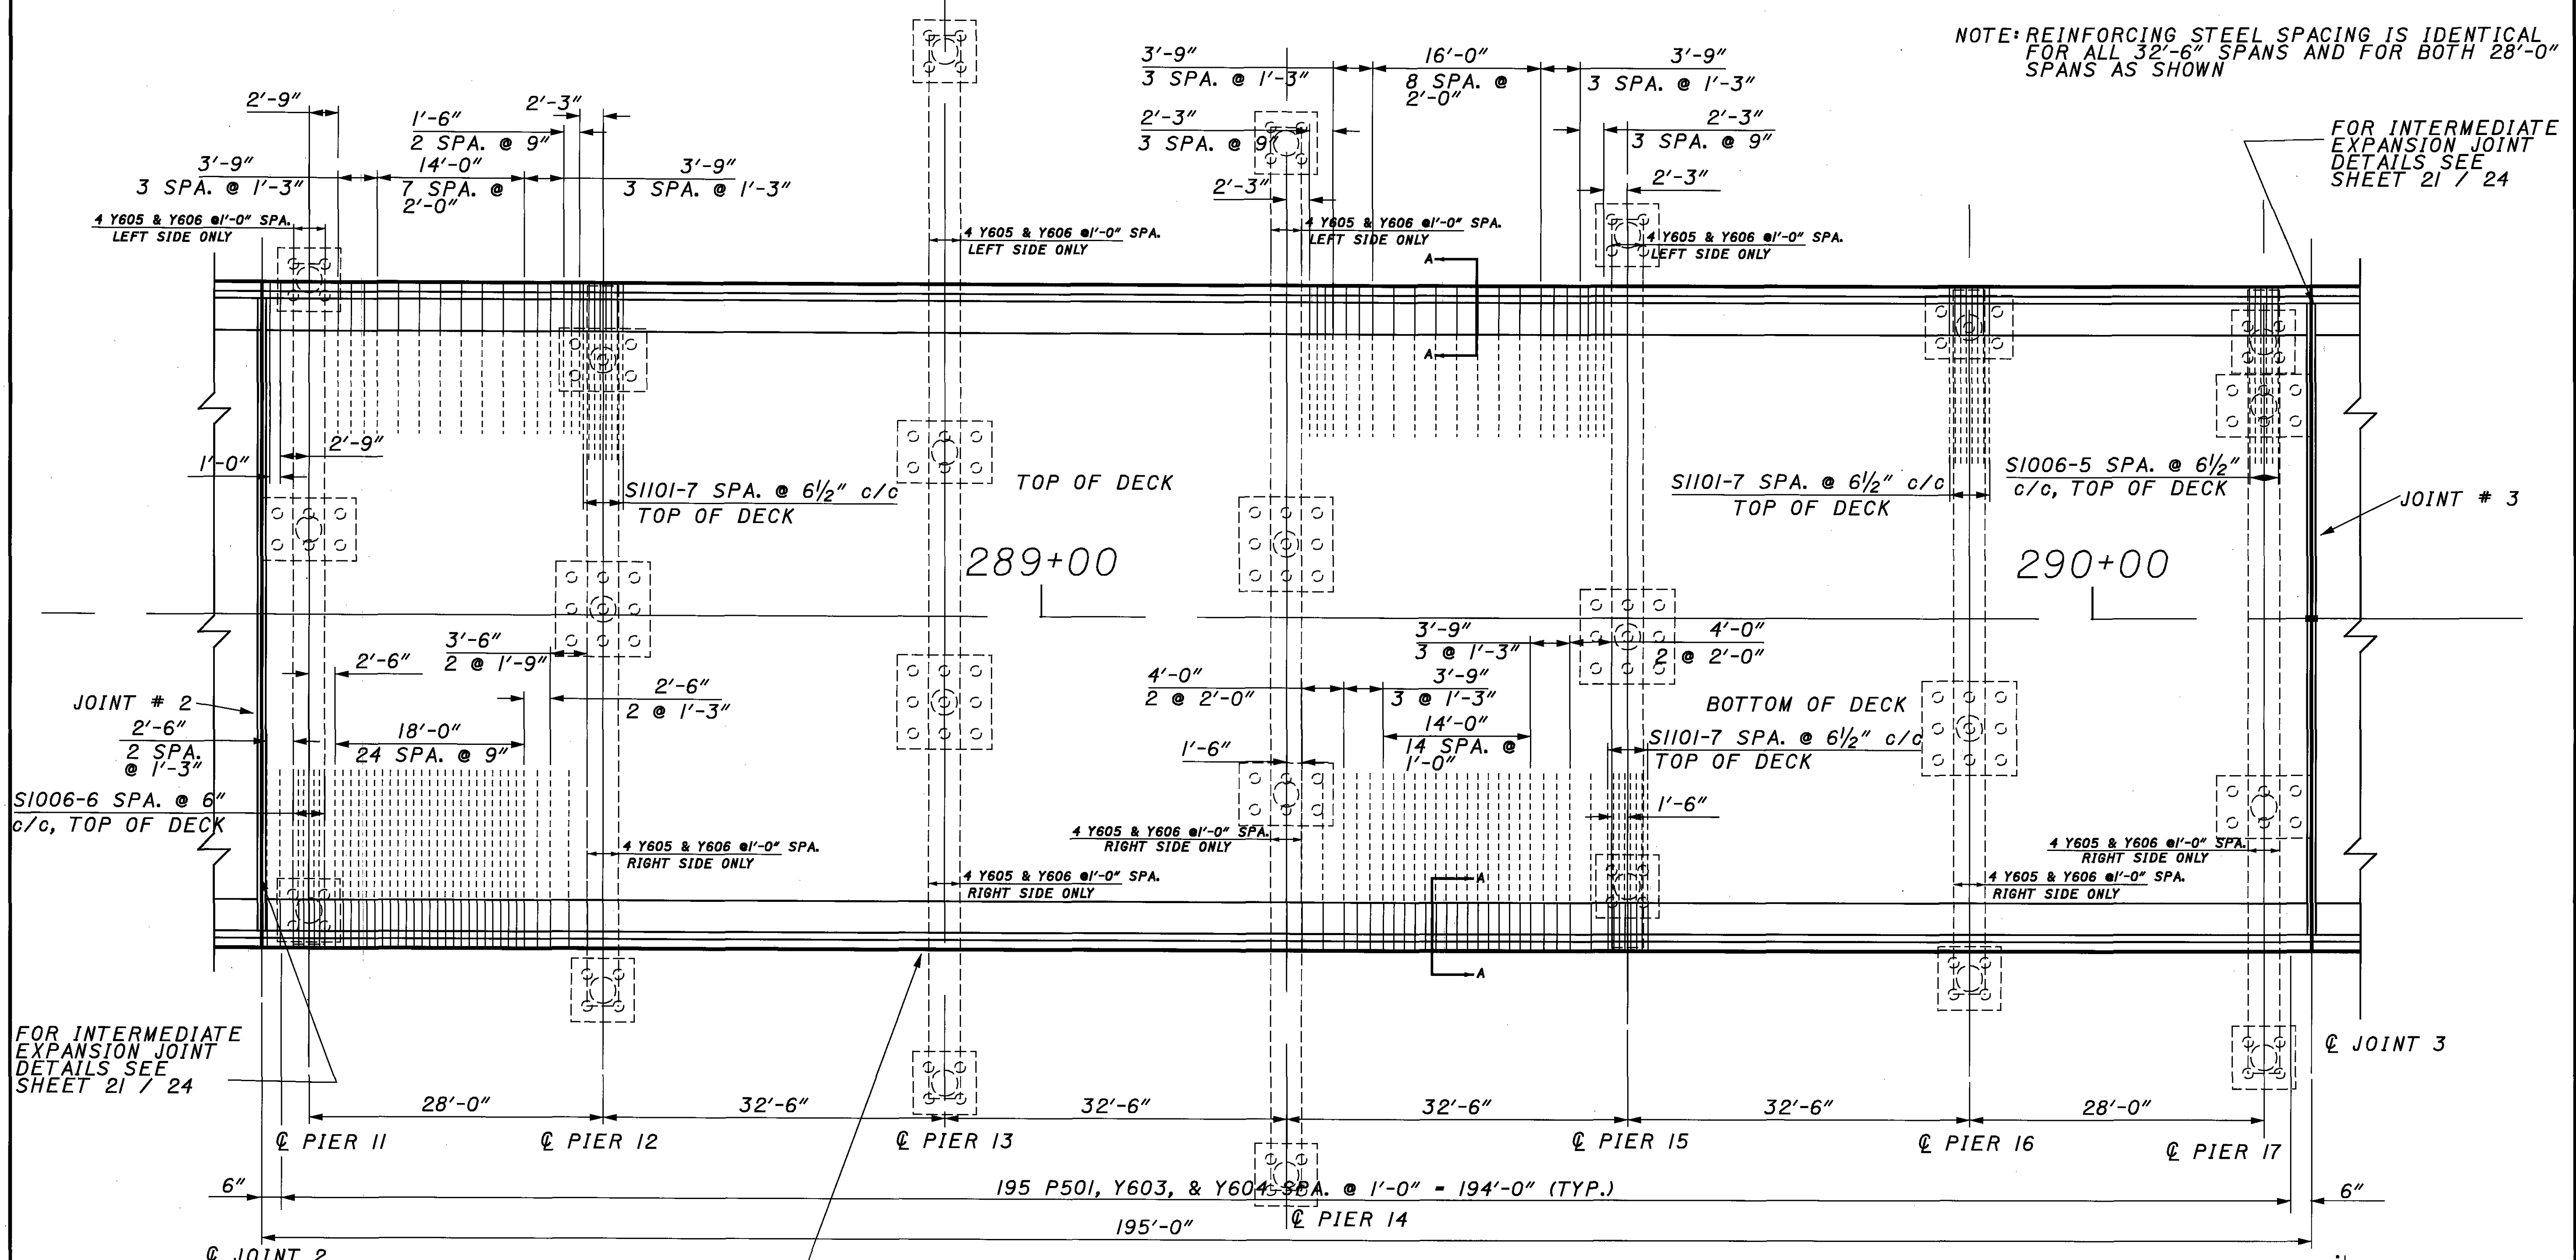 NOTE: REINFORCING STEEL SPACING IS IDENTICAL
FOR ALL 32'-6" SPANS AND FOR BOTH 28'-0"
SPANS AS SHOWN
3'-9"
3 SPA. @ 1'-3"
16'-0"
8 SPA. @
2'-0"
3'-9"
3 SPA. @ 1'-3"
2'-9"
1'-6"
2 SPA. @ 9"
2'-3"
2'-3"
3 SPA. @ 9"
2'-3"
3 SPA. @ 9"
FOR INTERMEDIATE
EXPANSION JOINT
DETAILS SEE
SHEET 21 / 24
3'-9"
3 SPA. @ 1'-3"
14'-0"
7 SPA. @
2'-0"
3'-9"
3 SPA. @ 1'-3"
2'-3"
2'-3"
4 Y605 & Y606 @1'-0" SPA.
LEFT SIDE ONLY
4 Y605 & Y606 @1'-0" SPA.
LEFT SIDE ONLY
4 Y605 & Y606 @1'-0" SPA.
LEFT SIDE ONLY
4 Y605 & Y606 @1'-0" SPA.
LEFT SIDE ONLY
A
A
2'-9"
1'-0"
S1101-7 SPA. @ 6½" c/c
TOP OF DECK
TOP OF DECK
S1101-7 SPA. @ 6½" c/c
TOP OF DECK
S1006-5 SPA. @ 6½"
c/c, TOP OF DECK
JOINT # 3
289+00
290+00
2'-6"
3'-6"
2 @ 1'-9"
3'-9"
3 @ 1'-3"
4'-0"
2 @ 2'-0"
JOINT # 2
2'-6"
2 SPA.
@ 1'-3"
18'-0"
24 SPA. @ 9"
2'-6"
2 @ 1'-3"
4'-0"
2 @ 2'-0"
3'-9"
3 @ 1'-3"
14'-0"
14 SPA. @
1'-0"
BOTTOM OF DECK
S1101-7 SPA. @ 6½" c/c
TOP OF DECK
1'-6"
1'-6"
S1006-6 SPA. @ 6"
c/c, TOP OF DECK
4 Y605 & Y606 @1'-0" SPA.
RIGHT SIDE ONLY
4 Y605 & Y606 @1'-0" SPA.
RIGHT SIDE ONLY
4 Y605 & Y606 @1'-0" SPA.
RIGHT SIDE ONLY
4 Y605 & Y606 @1'-0" SPA.
RIGHT SIDE ONLY
4 Y605 & Y606 @1'-0" SPA.
RIGHT SIDE ONLY
A
A
FOR INTERMEDIATE
EXPANSION JOINT
DETAILS SEE
SHEET 21 / 24
℄ JOINT 3
28'-0"
32'-6"
32'-6"
32'-6"
32'-6"
28'-0"
℄ PIER 11
℄ PIER 12
℄ PIER 13
℄ PIER 15
℄ PIER 16
℄ PIER 17
6"
195 P501, Y603, & Y604 SPA. @ 1'-0" = 194'-0" (TYP.)
6"
℄ PIER 14
195'-0"
℄ JOINT 2